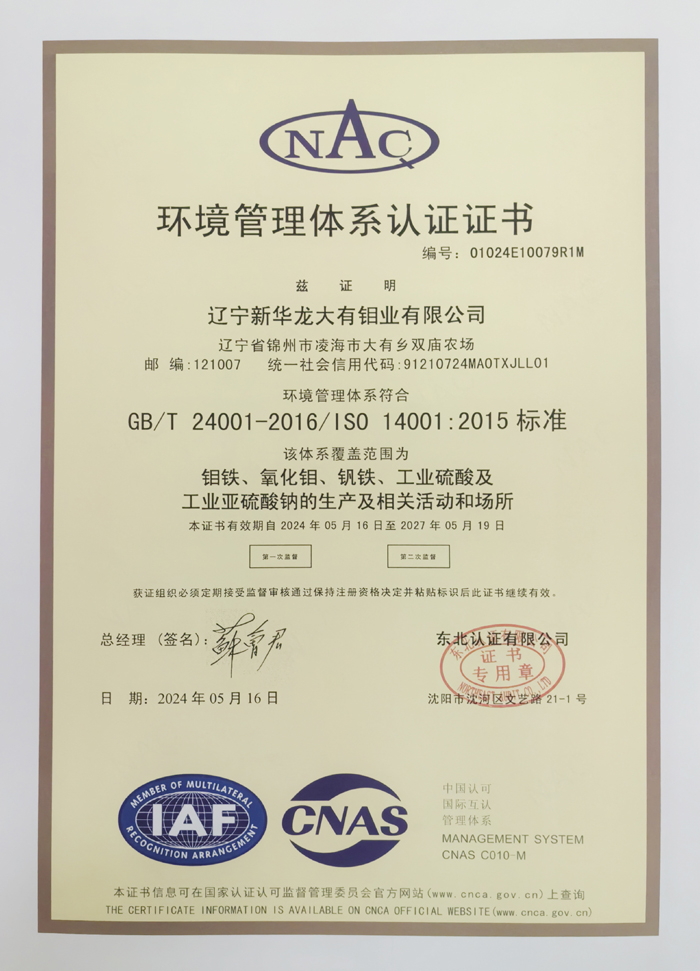 NAC
环境管理体系认证证书
编号：01024E10079R1M
兹 证 明
辽宁新华龙大有钼业有限公司
辽宁省锦州市凌海市大有乡双庙农场
邮 编:121007 统一社会信用代码:91210724MA0TXJLL01
环境管理体系符合
GB/T 24001-2016/ISO 14001:2015 标准
该体系覆盖范围为
钼铁、氧化钼、钒铁、工业硫酸及
工业亚硫酸钠的生产及相关活动和场所
本证书有效期自 2024 年 05 月 16 日至 2027 年 05 月 19 日
第一次监督 第二次监督
获证组织必须定期接受监督审核通过保持注册资格决定并粘贴标识后此证书继续有效。
总经理（签名）：
东北认证有限公司
证书
专用章
日 期：2024 年 05 月 16 日
沈阳市沈河区文艺路 21-1 号
MEMBER OF MULTILATERAL
IAF
RECOGNITION ARRANGEMENT
CNAS
中国认可
国际互认
管理体系
MANAGEMENT SYSTEM
CNAS C010-M
本证书信息可在国家认证认可监督管理委员会官方网站(www.cnca.gov.cn)上查询
THE CERTIFICATE INFORMATION IS AVAILABLE ON CNCA OFFICIAL WEBSITE(www.cnca.gov.cn)